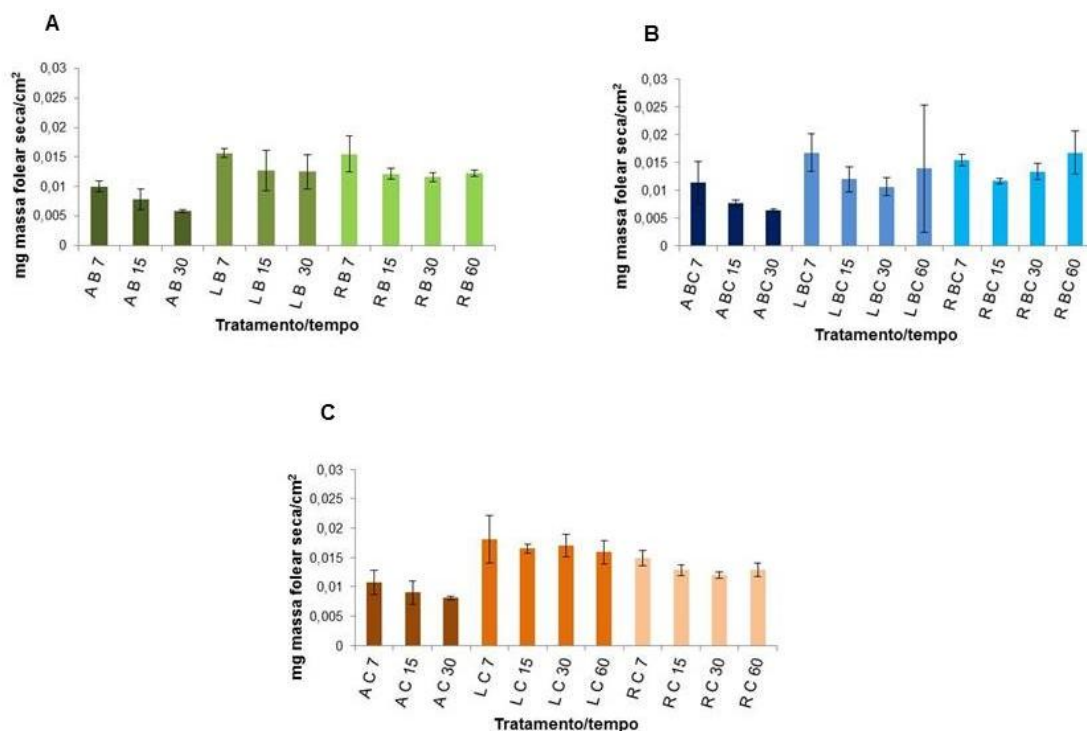 A
mg massa folear seca/cm²
0,03
0,025
0,02
0,015
0,01
0,005
0
A B 7
A B 15
A B 30
L B 7
L B 15
L B 30
R B 7
R B 15
R B 30
R B 60
Tratamento/tempo
B
mg massa folear seca/cm²
0,03
0,025
0,02
0,015
0,01
0,005
0
A BC 7
A BC 15
A BC 30
L BC 7
L BC 15
L BC 30
L BC 60
R BC 7
R BC 15
R BC 30
R BC 60
Tratamento/tempo
C
mg massa folear seca/cm²
0,03
0,025
0,02
0,015
0,01
0,005
0
A C 7
A C 15
A C 30
L C 7
L C 15
L C 30
L C 60
R C 7
R C 15
R C 30
R C 60
Tratamento/tempo